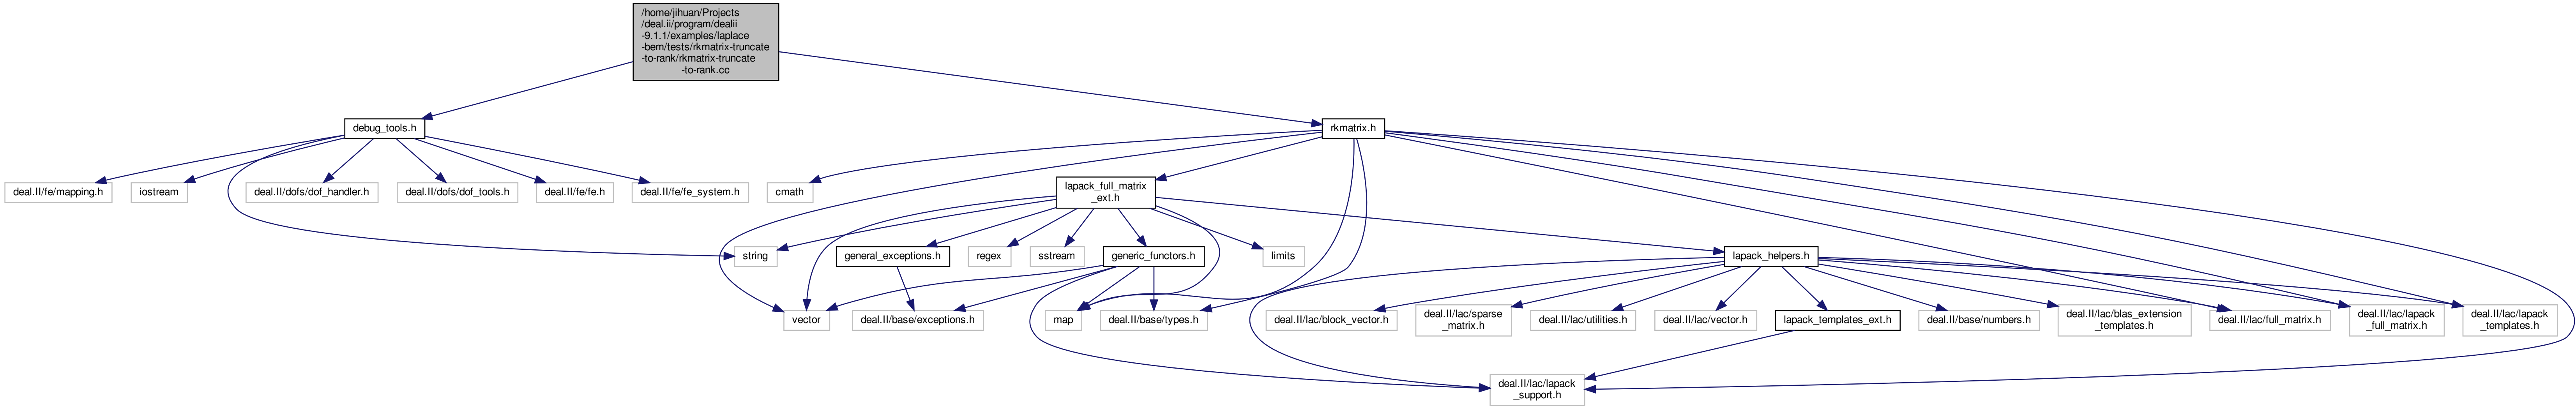 /home/jihuan/Projects
/deal.ii/program/dealii
-9.1.1/examples/laplace
-bem/tests/rkmatrix-truncate
-to-rank/rkmatrix-truncate
-to-rank.cc
debug_tools.h
rkmatrix.h
deal.II/fe/mapping.h
iostream
deal.II/dofs/dof_handler.h
deal.II/dofs/dof_tools.h
deal.II/fe/fe.h
deal.II/fe/fe_system.h
cmath
lapack_full_matrix
_ext.h
string
general_exceptions.h
regex
sstream
generic_functors.h
limits
lapack_helpers.h
vector
deal.II/base/exceptions.h
map
deal.II/base/types.h
deal.II/lac/block_vector.h
deal.II/lac/sparse
_matrix.h
deal.II/lac/utilities.h
deal.II/lac/vector.h
lapack_templates_ext.h
deal.II/base/numbers.h
deal.II/lac/blas_extension
_templates.h
deal.II/lac/full_matrix.h
deal.II/lac/lapack
_full_matrix.h
deal.II/lac/lapack
_templates.h
deal.II/lac/lapack
_support.h